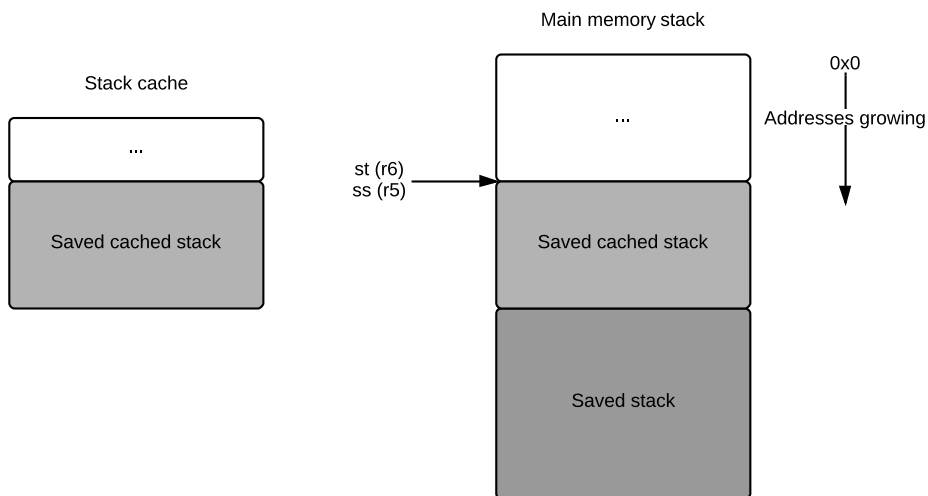 Main memory stack
Stack cache
0x0
Addresses growing
...
...
st (r6)
ss (r5)
Saved cached stack
Saved cached stack
Saved stack